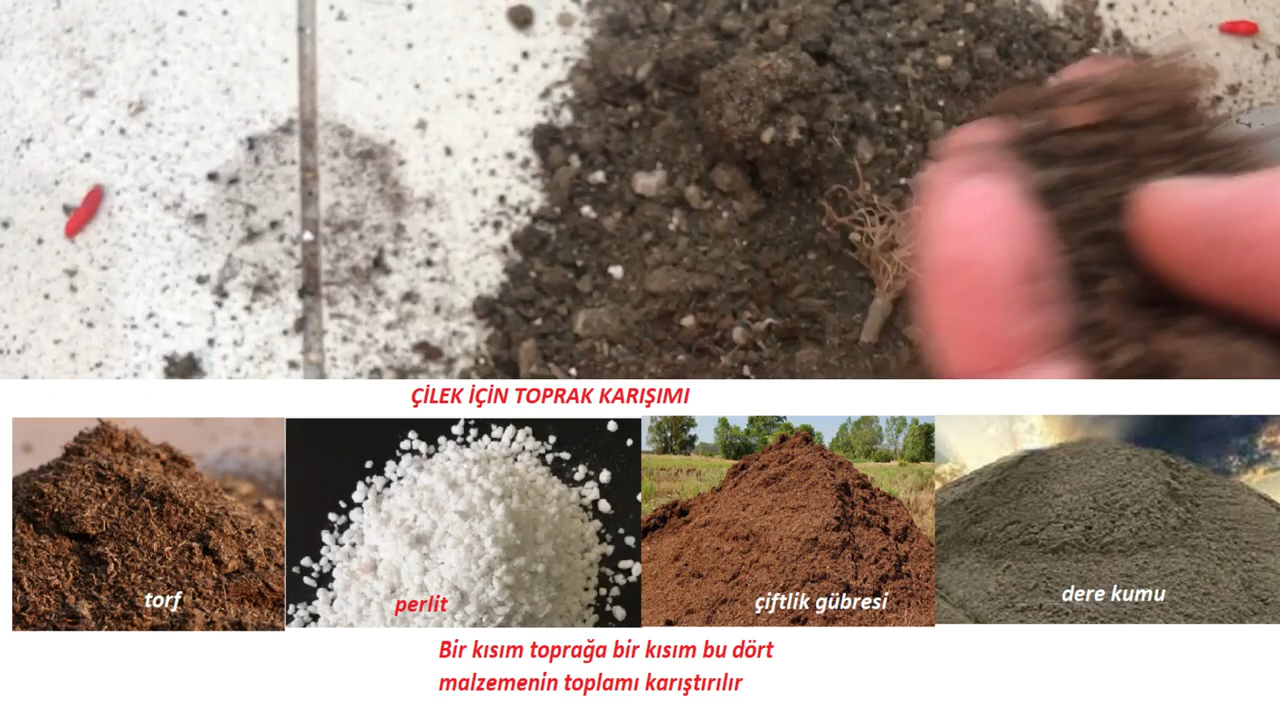 ÇİLEK İÇİN TOPRAK KARIŞIMI
torf
perlit
çiftlik gübresi
dere kumu
Bir kısım toprağa bir kısım bu dört
malzemenin toplamı karıştırılır